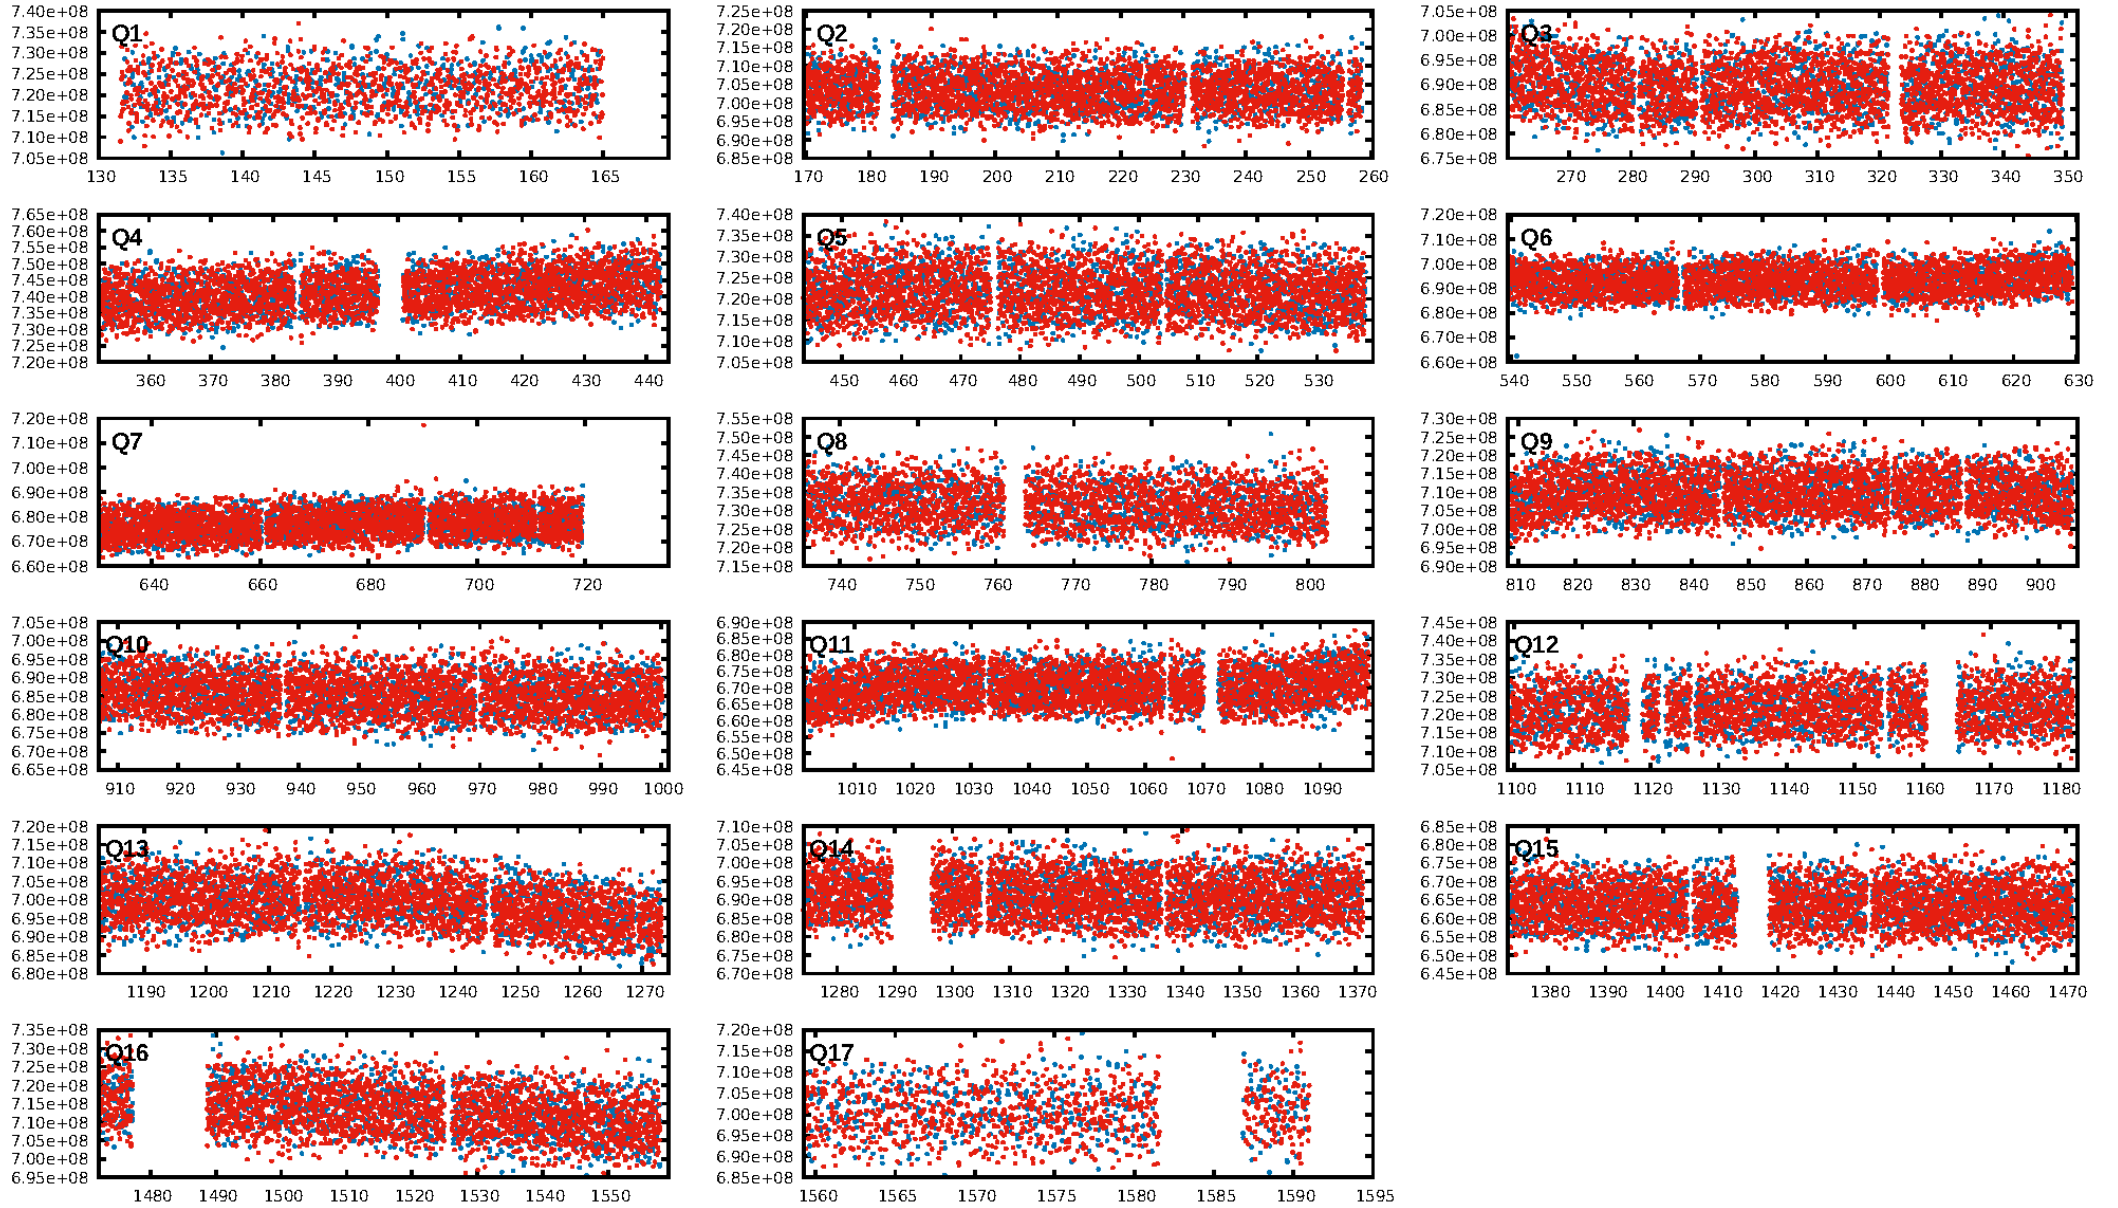 7.40e+08
7.35e+08
7.30e+08
7.25e+08
7.20e+08
7.15e+08
7.10e+08
7.05e+08
Q1
130 135 140 145 150 155 160 165
7.25e+08
7.20e+08
7.15e+08
7.10e+08
7.05e+08
7.00e+08
6.95e+08
6.90e+08
6.85e+08
Q2
170 180 190 200 210 220 230 240 250 260
7.05e+08
7.00e+08
6.95e+08
6.90e+08
6.85e+08
6.80e+08
6.75e+08
Q3
270 280 290 300 310 320 330 340 350
7.65e+08
7.60e+08
7.55e+08
7.50e+08
7.45e+08
7.40e+08
7.35e+08
7.30e+08
7.25e+08
7.20e+08
Q4
360 370 380 390 400 410 420 430 440
7.40e+08
7.35e+08
7.30e+08
7.25e+08
7.20e+08
7.15e+08
7.10e+08
7.05e+08
Q5
450 460 470 480 490 500 510 520 530
7.20e+08
7.10e+08
7.00e+08
6.90e+08
6.80e+08
6.70e+08
6.60e+08
Q6
540 550 560 570 580 590 600 610 620 630
7.20e+08
7.10e+08
7.00e+08
6.90e+08
6.80e+08
6.70e+08
6.60e+08
Q7
640 660 680 700 720
7.55e+08
7.50e+08
7.45e+08
7.40e+08
7.35e+08
7.30e+08
7.25e+08
7.20e+08
7.15e+08
Q8
740 750 760 770 780 790 800
7.30e+08
7.25e+08
7.20e+08
7.15e+08
7.10e+08
7.05e+08
7.00e+08
6.95e+08
6.90e+08
Q9
810 820 830 840 850 860 870 880 890 900
7.05e+08
7.00e+08
6.95e+08
6.90e+08
6.85e+08
6.80e+08
6.75e+08
6.70e+08
6.65e+08
Q10
910 920 930 940 950 960 970 980 990 1000
6.90e+08
6.85e+08
6.80e+08
6.75e+08
6.70e+08
6.65e+08
6.60e+08
6.55e+08
6.50e+08
6.45e+08
Q11
1010 1020 1030 1040 1050 1060 1070 1080 1090
7.45e+08
7.40e+08
7.35e+08
7.30e+08
7.25e+08
7.20e+08
7.15e+08
7.10e+08
7.05e+08
Q12
1100 1110 1120 1130 1140 1150 1160 1170 1180
7.20e+08
7.15e+08
7.10e+08
7.05e+08
7.00e+08
6.95e+08
6.90e+08
6.85e+08
6.80e+08
Q13
1190 1200 1210 1220 1230 1240 1250 1260 1270
7.10e+08
7.05e+08
7.00e+08
6.95e+08
6.90e+08
6.85e+08
6.80e+08
6.75e+08
6.70e+08
Q14
1280 1290 1300 1310 1320 1330 1340 1350 1360 1370
6.85e+08
6.80e+08
6.75e+08
6.70e+08
6.65e+08
6.60e+08
6.55e+08
6.50e+08
6.45e+08
Q15
1380 1390 1400 1410 1420 1430 1440 1450 1460 1470
7.35e+08
7.30e+08
7.25e+08
7.20e+08
7.15e+08
7.10e+08
7.05e+08
7.00e+08
6.95e+08
Q16
1480 1490 1500 1510 1520 1530 1540 1550
7.20e+08
7.15e+08
7.10e+08
7.05e+08
7.00e+08
6.95e+08
6.90e+08
6.85e+08
Q17
1560 1565 1570 1575 1580 1585 1590 1595